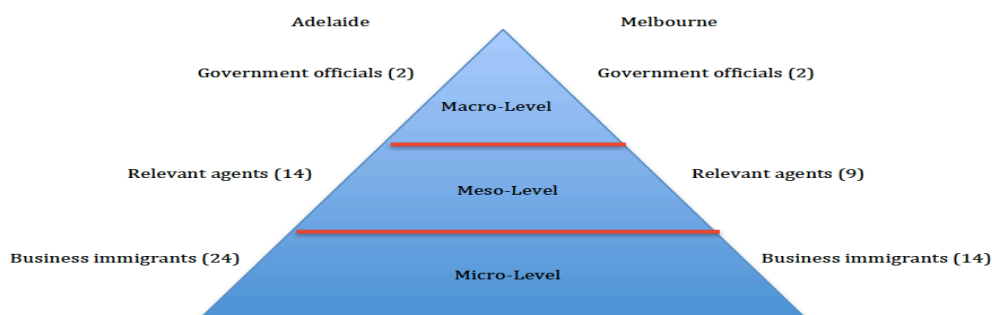 Adelaide
Melbourne
Government officials (2)
Government officials (2)
Macro-Level
Relevant agents (14)
Relevant agents (9)
Meso-Level
Business immigrants (24)
Business immigrants (14)
Micro-Level